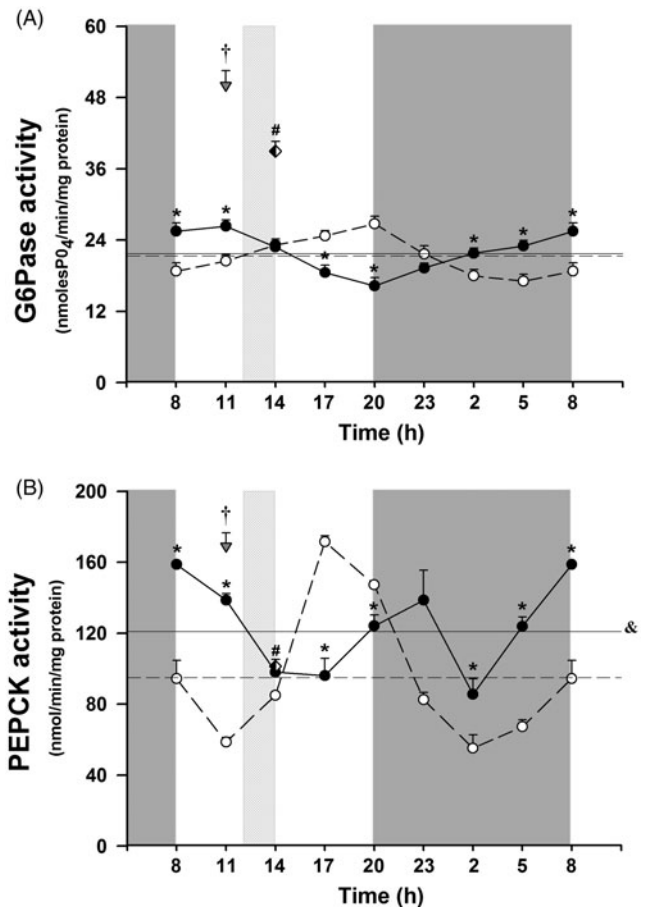 (A)
G6Pase activity
(nmolesP04/min/mg protein)
60
48
36
24
12
0
†
#
* * * * * * *
8 11 14 17 20 23 2 5 8
Time (h)
(B)
PEPCK activity
(nmol/min/mg protein)
200
160
120
80
40
0
†
#
* * * * * * *
&
8 11 14 17 20 23 2 5 8
Time (h)